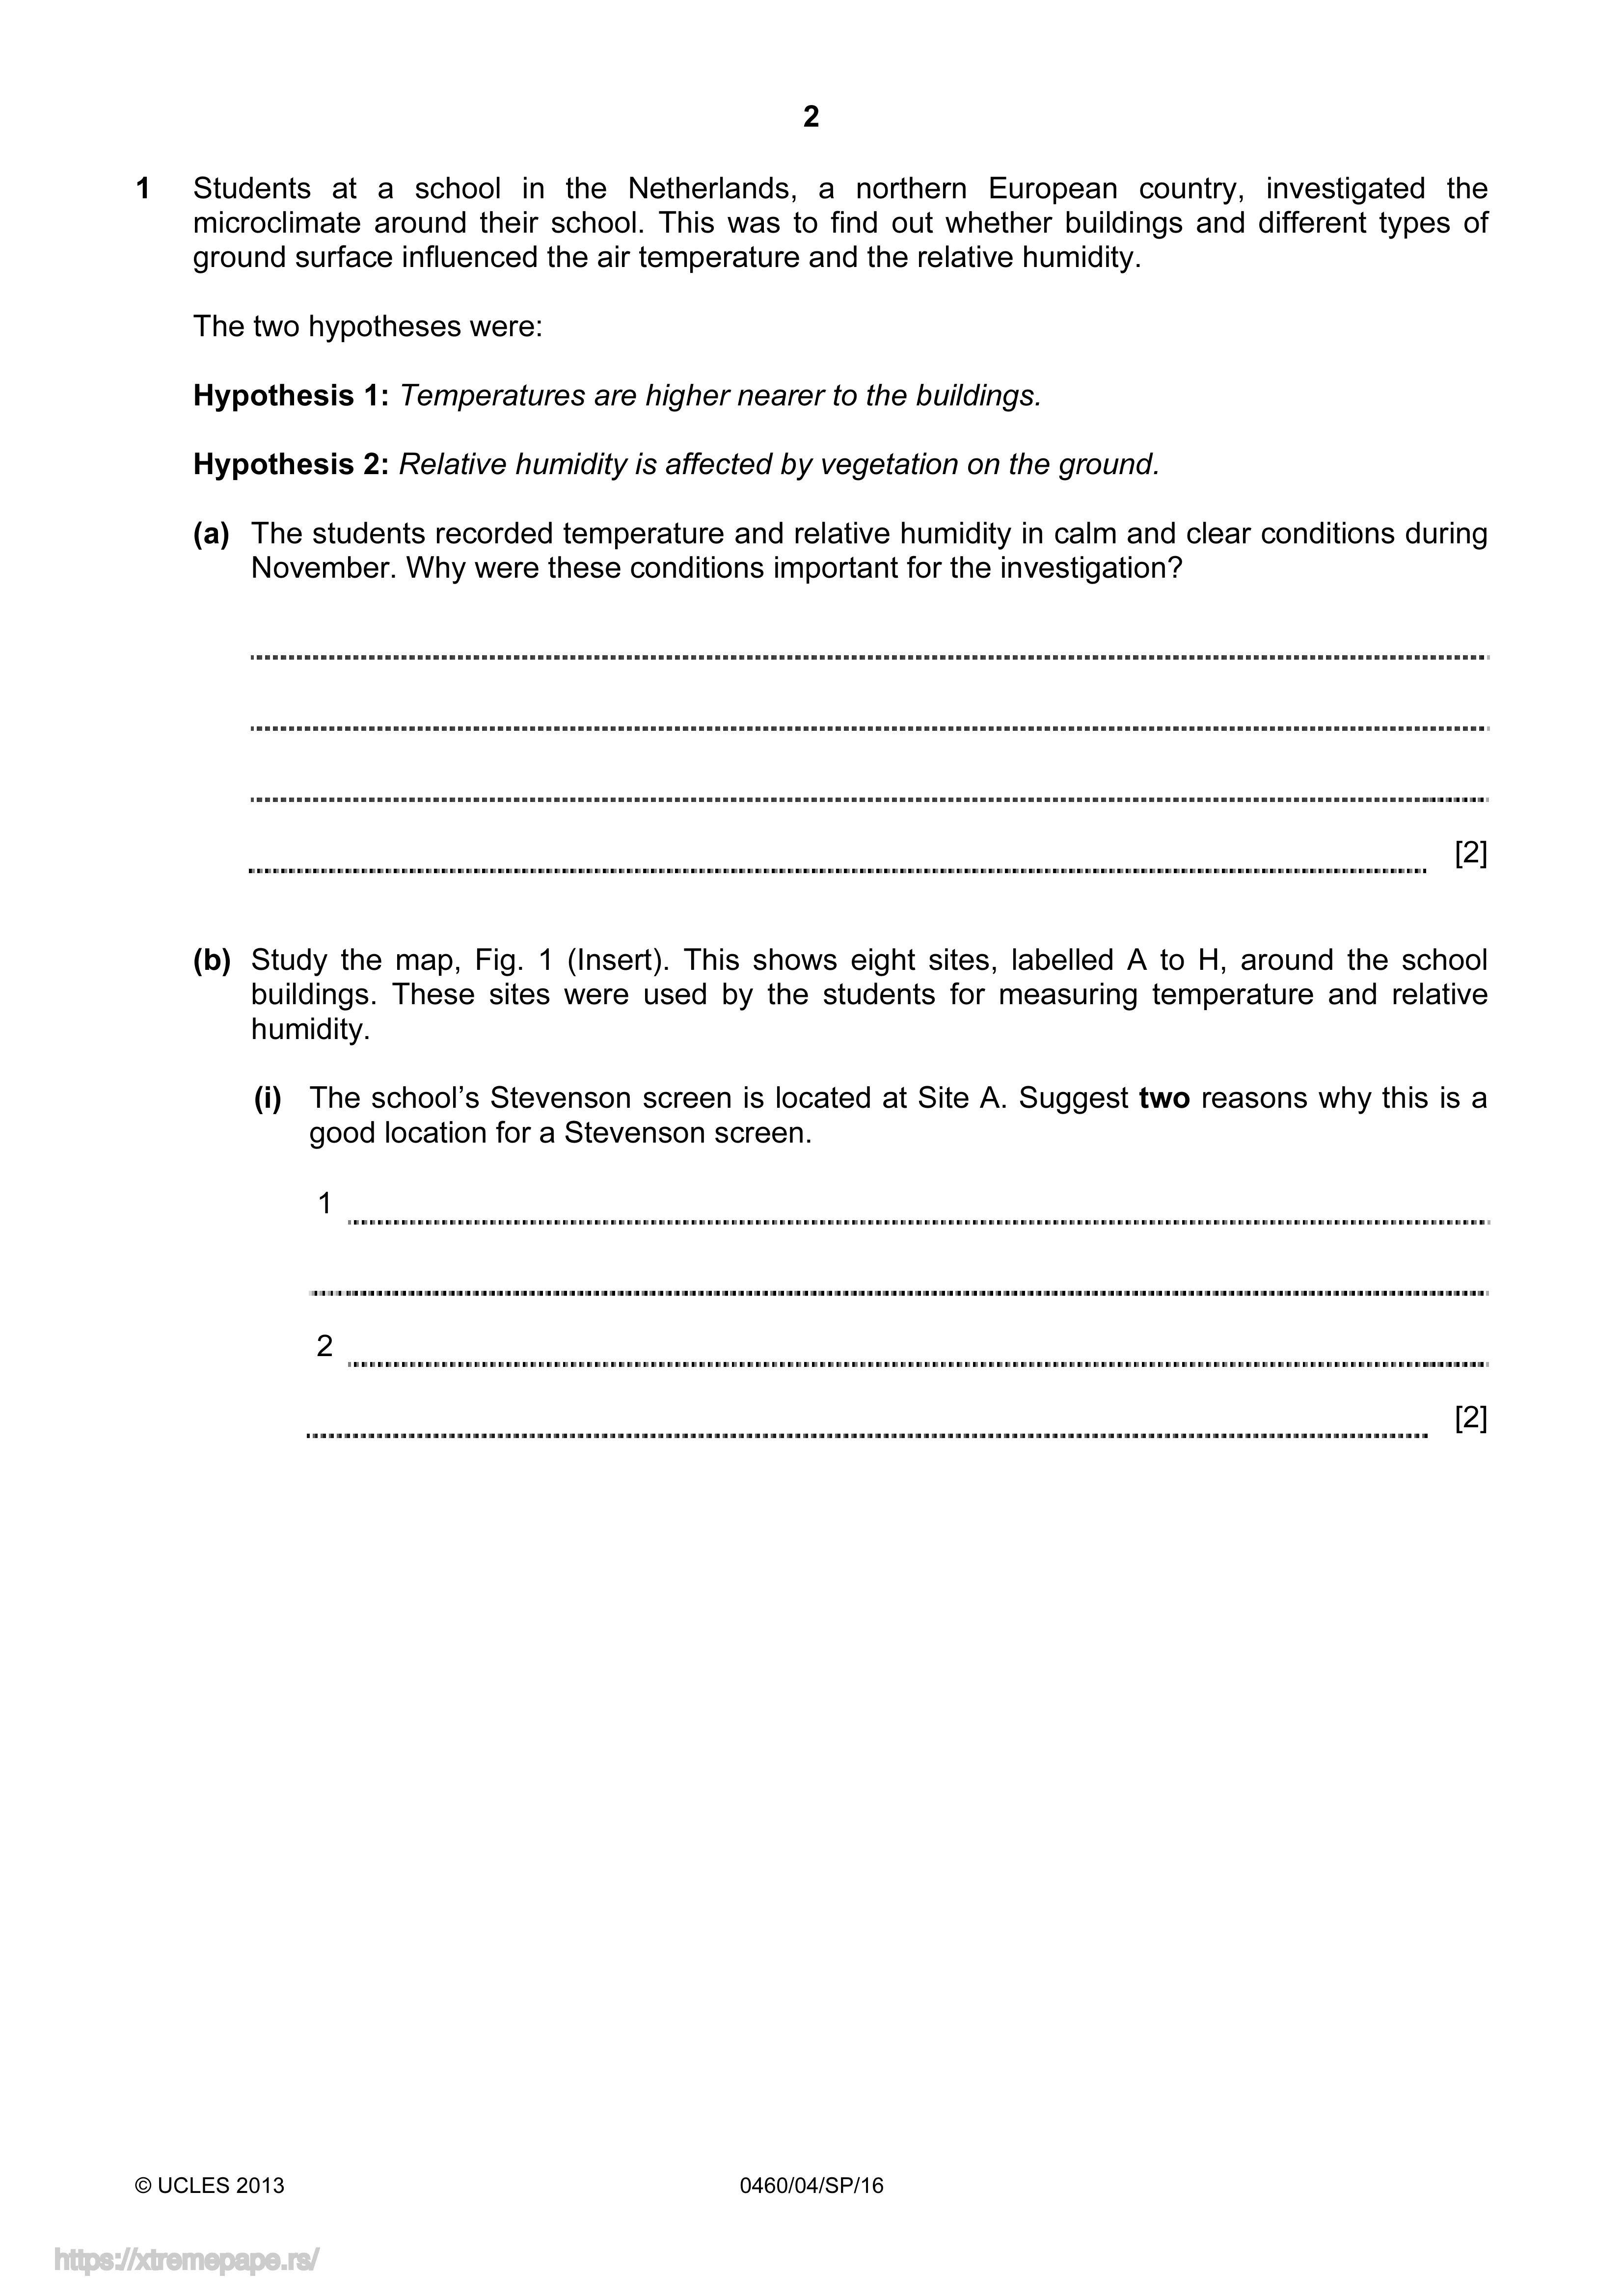 2
1 Students at a school in the Netherlands, a northern European country, investigated the
microclimate around their school. This was to find out whether buildings and different types of
ground surface influenced the air temperature and the relative humidity.
The two hypotheses were:
Hypothesis 1: Temperatures are higher nearer to the buildings.
Hypothesis 2: Relative humidity is affected by vegetation on the ground.
(a) The students recorded temperature and relative humidity in calm and clear conditions during
November. Why were these conditions important for the investigation?
[2]
(b) Study the map, Fig. 1 (Insert). This shows eight sites, labelled A to H, around the school
buildings. These sites were used by the students for measuring temperature and relative
humidity.
(i) The school’s Stevenson screen is located at Site A. Suggest two reasons why this is a
good location for a Stevenson screen.
1
2
[2]
© UCLES 2013 0460/04/SP/16
https://xtremepape.rs/